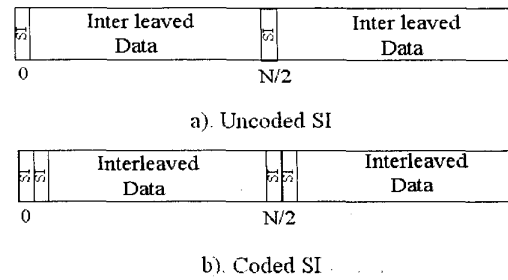 SI Inter leaved Data SI Inter leaved Data
0 N/2
a). Uncoded SI
SI SI Interleaved Data SI SI Interleaved Data
0 N/2
b). Coded SI